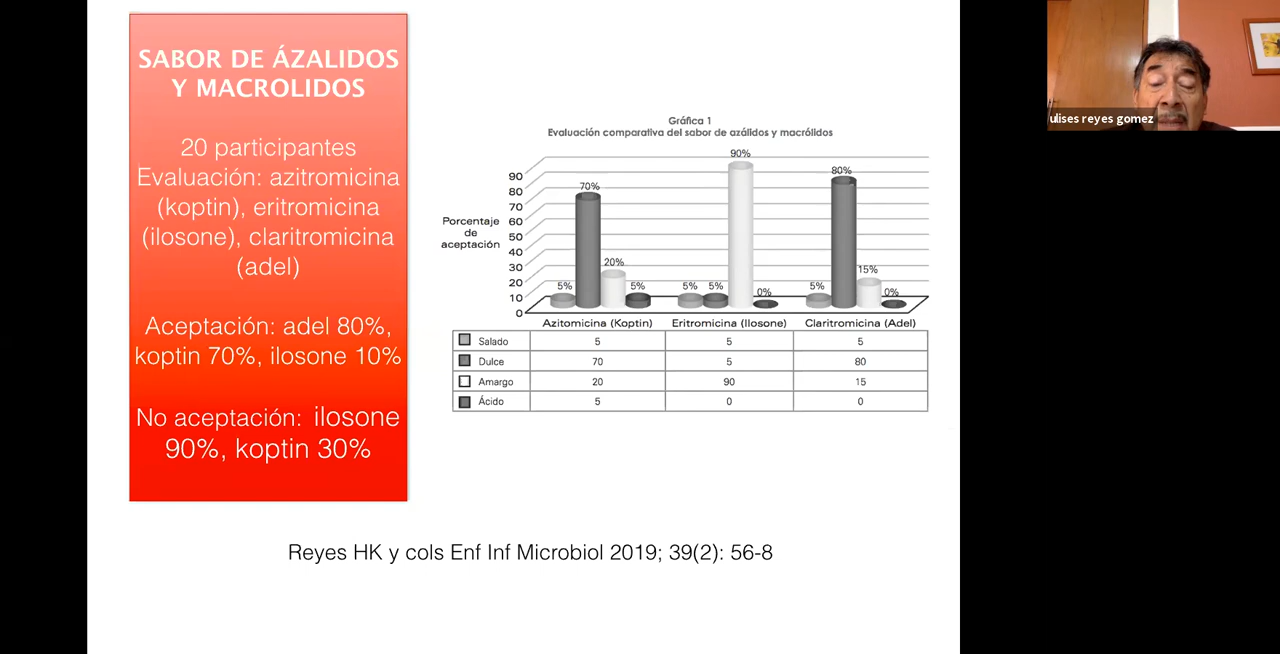 SABOR DE ÁZALIDOS
Y MACROLIDOS
20 participantes
Evaluación: azitromicina
(koptin), eritromicina
(ilosone), claritromicina
(adel)
Aceptación: adel 80%,
koptin 70%, ilosone 10%
No aceptación: ilosone
90%, koptin 30%
Gráfica 1
Evaluación comparativa del sabor de azálidos y macrólidos
Porcentaje
de
aceptación
90
80
70
60
50
40
30
20
10
0
5%
70%
20%
5%
5%
5%
90%
0%
5%
80%
15%
0%
Azitomicina (Koptin) Eritromicina (Ilosone) Claritromicina (Adel)
Salado 5 5 5
Dulce 70 5 80
Amargo 20 90 15
Ácido 5 0 0
Reyes HK y cols Enf Inf Microbiol 2019; 39(2): 56-8
ulises reyes gomez